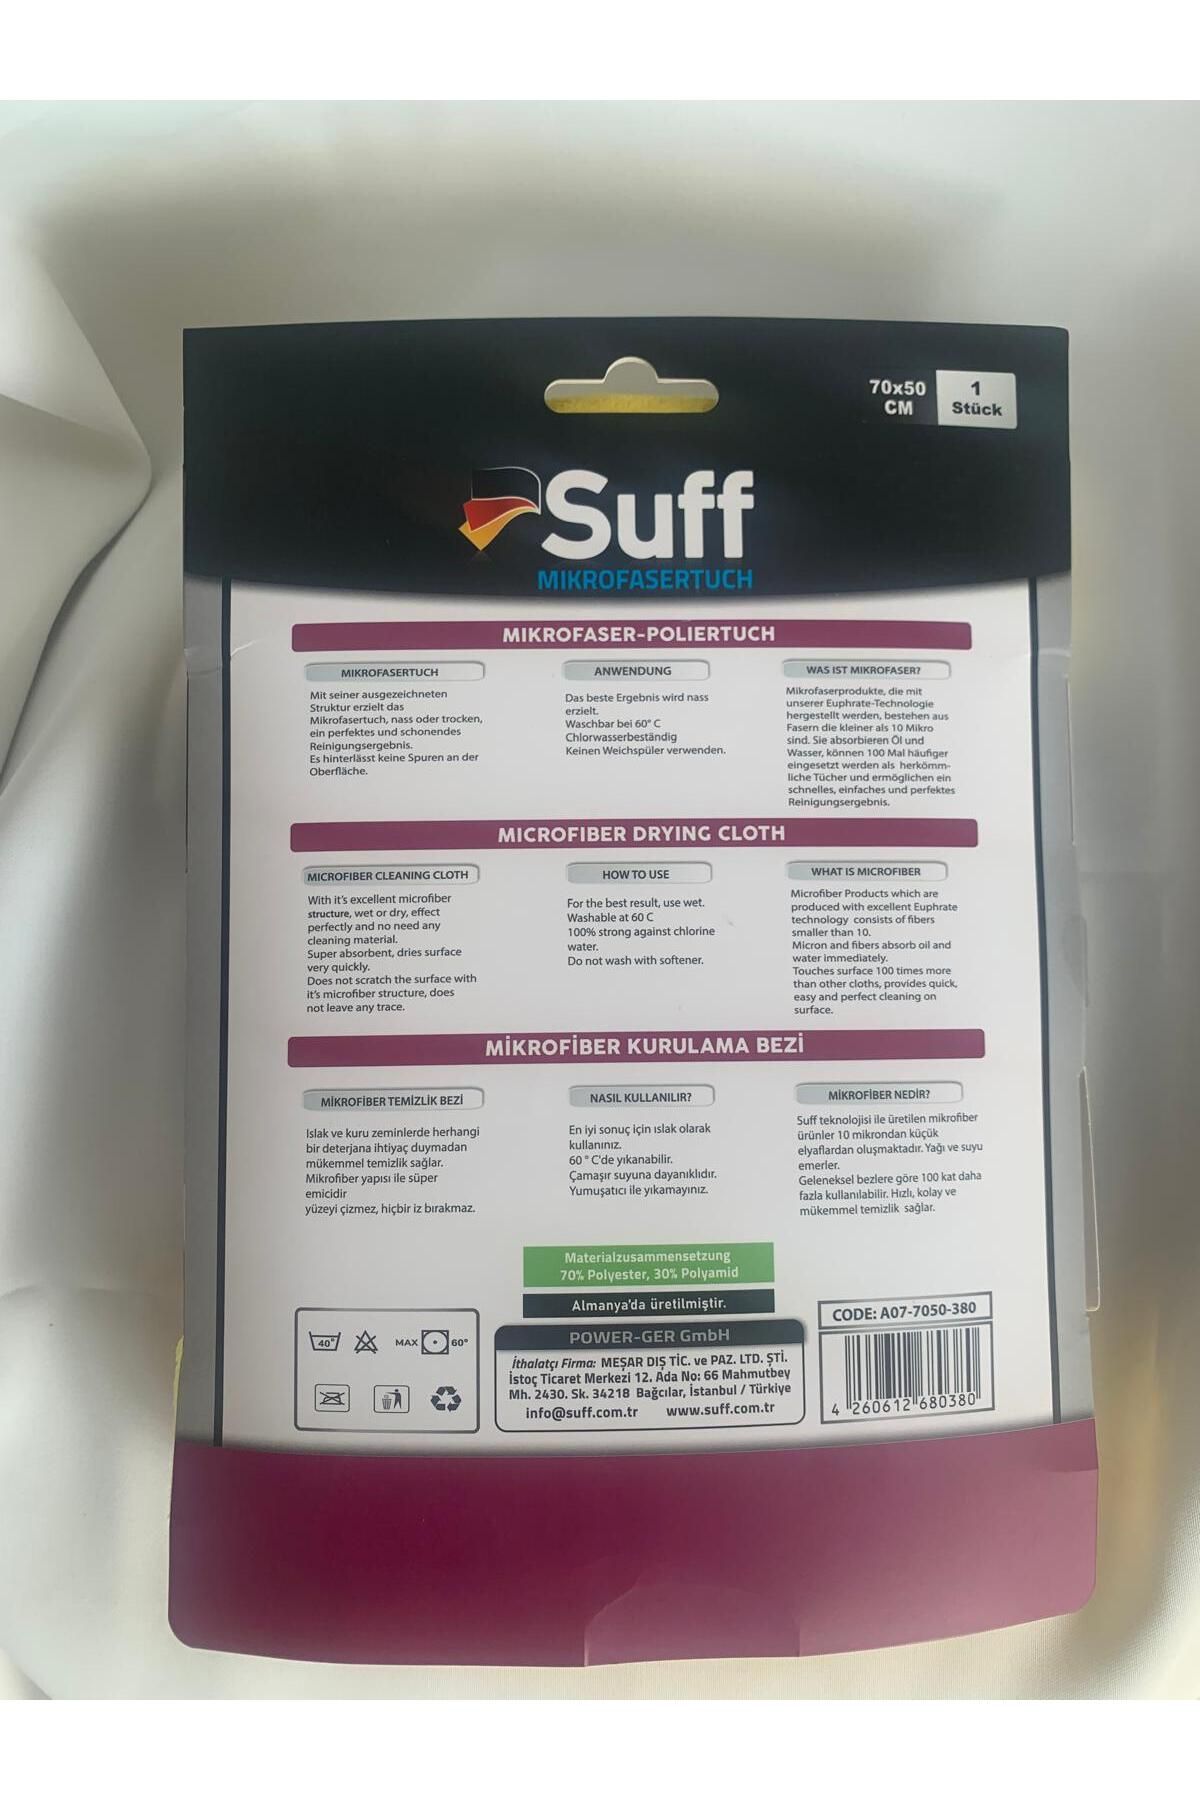 70x50
CM
1
Stück
Suff
MIKROFASERTUCH
MIKROFASER-POLIERTUCH
MIKROFASERTUCH
Mit seiner ausgezeichneten
Struktur erzielt das
Mikrofasertuch, nass oder trocken,
ein perfektes und schonendes
Reinigungsergebnis.
Es hinterlässt keine Spuren an der
Oberfläche.
ANWENDUNG
Das beste Ergebnis wird nass
erzielt.
Waschbar bei 60° C
Chlorwasserbeständig
Keinen Weichspüler verwenden.
WAS IST MIKROFASER?
Mikrofaserprodukte, die mit
unserer Euphrate-Technologie
hergestellt werden, bestehen aus
Fasern die kleiner als 10 Mikro
sind. Sie absorbieren Öl und
Wasser, können 100 Mal häufiger
eingesetzt werden als herkömm-
liche Tücher und ermöglichen ein
schnelles, einfaches und perfektes
Reinigungsergebnis.
MICROFIBER DRYING CLOTH
MICROFIBER CLEANING CLOTH
With it's excellent microfiber
structure, wet or dry, effect
perfectly and no need any
cleaning material.
Super absorbent, dries surface
very quickly.
Does not scratch the surface with
it's microfiber structure, does
not leave any trace.
HOW TO USE
For the best result, use wet.
Washable at 60 C
100% strong against chlorine
water.
Do not wash with softener.
WHAT IS MICROFIBER
Microfiber Products which are
produced with excellent Euphrate
technology consists of fibers
smaller than 10.
Micron and fibers absorb oil and
water immediately.
Touches surface 100 times more
than other cloths, provides quick,
easy and perfect cleaning on
surface.
MİKROFİBER KURULAMA BEZİ
MİKROFİBER TEMİZLİK BEZİ
Islak ve kuru zeminlerde herhangi
bir deterjana ihtiyaç duymadan
mükemmel temizlik sağlar.
Mikrofiber yapısı ile süper
emicidir
yüzeyi çizmez, hiçbir iz bırakmaz.
NASIL KULLANILIR?
En iyi sonuç için ıslak olarak
kullanınız.
60 ° C'de yıkanabilir.
Çamaşır suyuna dayanıklıdır.
Yumuşatıcı ile yıkamayınız.
MİKROFİBER NEDİR?
Suff teknolojisi ile üretilen mikrofiber
ürünler 10 mikrondan küçük
elyaflardan oluşmaktadır. Yağı ve suyu
emerler.
Geleneksel bezlere göre 100 kat daha
fazla kullanılabilir. Hızlı, kolay ve
mükemmel temizlik sağlar.
Materialzusammensetzung
70% Polyester, 30% Polyamid
Almanya'da üretilmiştir.
40°
MAX 60°
POWER-GER GmbH
İthalatçı Firma: MEŞAR DIŞ TİC. ve PAZ. LTD. ŞTİ.
İstoç Ticaret Merkezi 12. Ada No: 66 Mahmutbey
Mh. 2430. Sk. 34218 Bağcılar, İstanbul / Türkiye
info@suff.com.tr www.suff.com.tr
CODE: A07-7050-380
4 260612 680380